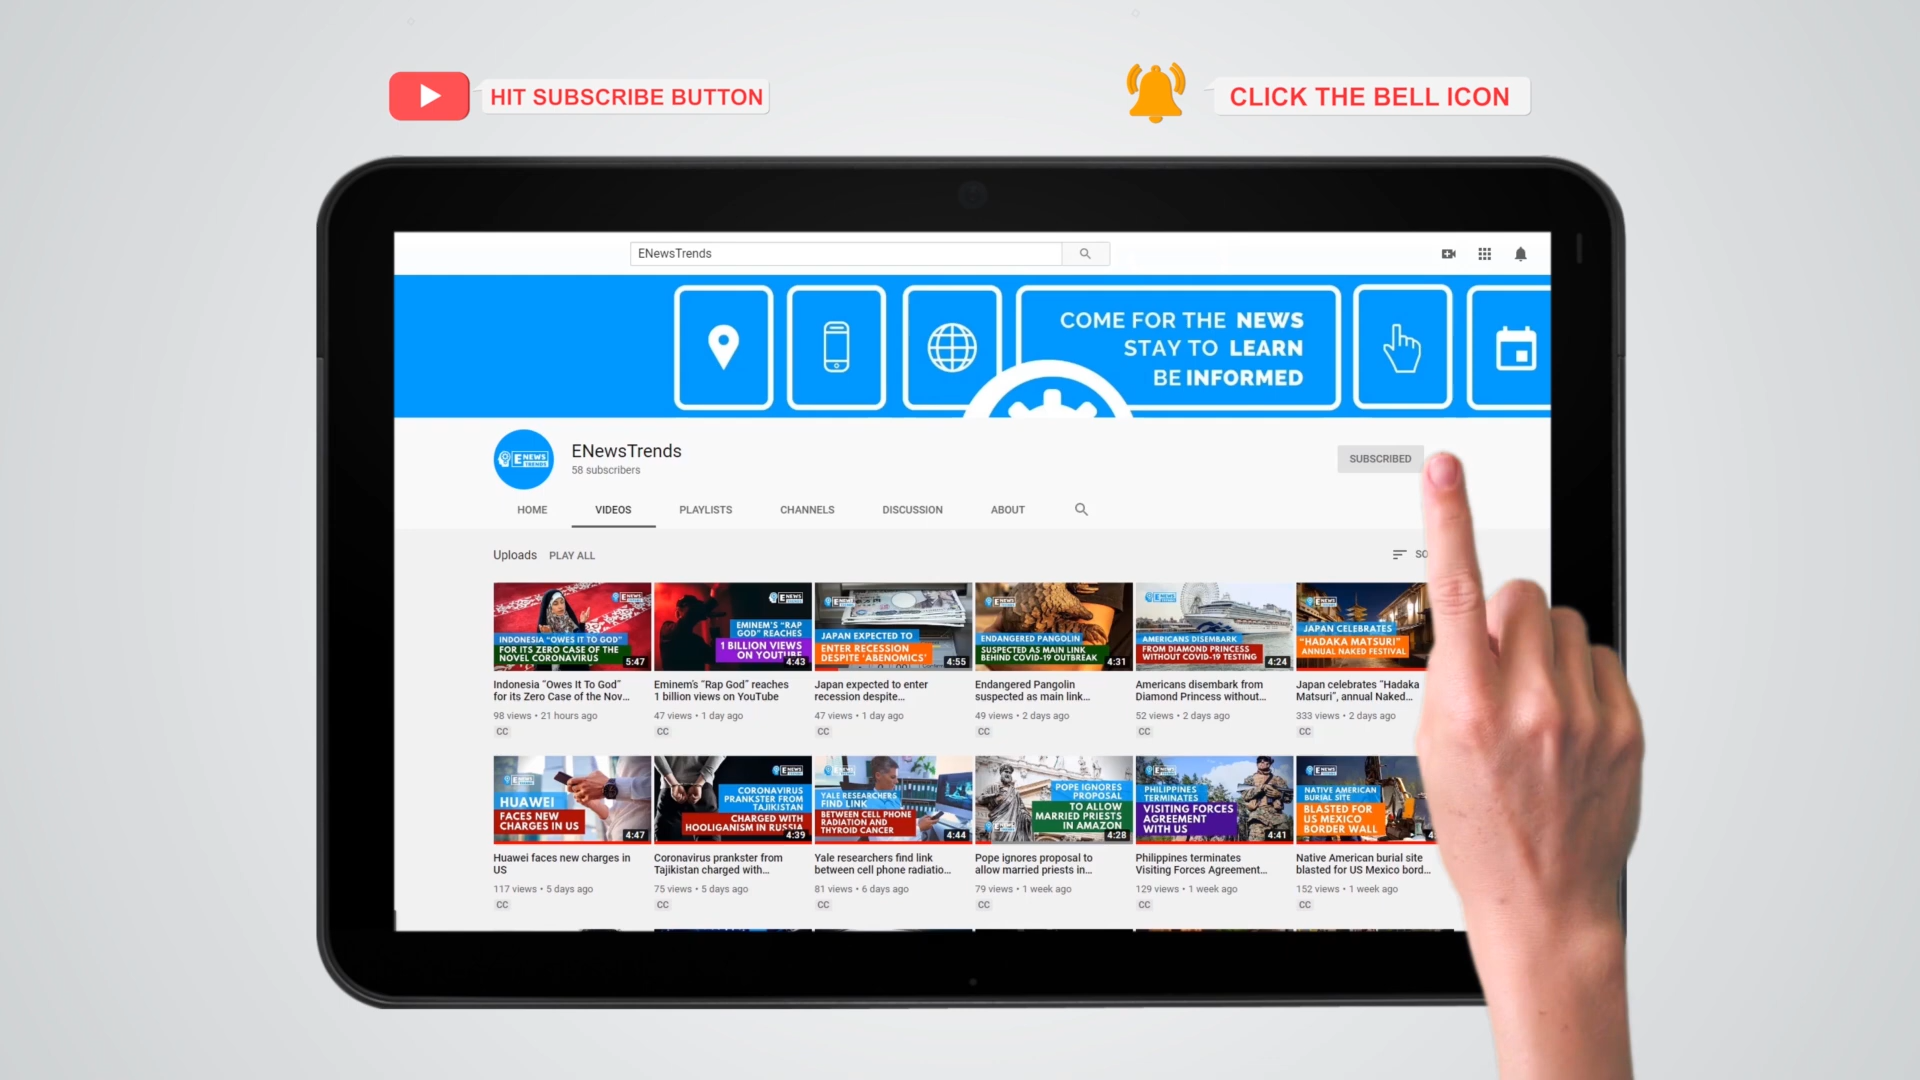 HIT SUBSCRIBE BUTTON
CLICK THE BELL ICON
ENewsTrends
COME FOR THE NEWS
STAY TO LEARN
BE INFORMED
E NEWS
TRENDS
ENewsTrends
58 subscribers
SUBSCRIBED
HOME VIDEOS PLAYLISTS CHANNELS DISCUSSION ABOUT
Uploads PLAY ALL
SO
INDONESIA "OWES IT TO GOD"
FOR ITS ZERO CASE OF THE
NOVEL CORONAVIRUS
5:47
EMINEM'S "RAP
GOD" REACHES
1 BILLION VIEWS
ON YOUTUBE
4:43
JAPAN EXPECTED TO
ENTER RECESSION
DESPITE 'ABENOMICS'
4:55
ENDANGERED PANGOLIN
SUSPECTED AS MAIN LINK
BEHIND COVID-19 OUTBREAK
4:31
AMERICANS DISEMBARK
FROM DIAMOND PRINCESS
WITHOUT COVID-19 TESTING
4:24
JAPAN CELEBRATES
"HADAKA MATSURI"
ANNUAL NAKED FESTIVAL
Indonesia "Owes It To God"
for its Zero Case of the Nov...
98 views • 21 hours ago
CC
Eminem's "Rap God" reaches
1 billion views on YouTube
47 views • 1 day ago
CC
Japan expected to enter
recession despite...
47 views • 1 day ago
CC
Endangered Pangolin
suspected as main link...
49 views • 2 days ago
CC
Americans disembark from
Diamond Princess without...
52 views • 2 days ago
CC
Japan celebrates "Hadaka
Matsuri", annual Naked...
333 views • 2 days ago
CC
HUAWEI
FACES NEW
CHARGES IN US
4:47
CORONAVIRUS
PRANKSTER FROM
TAJIKISTAN
CHARGED WITH
HOOLIGANISM IN RUSSIA
4:39
YALE RESEARCHERS
FIND LINK
BETWEEN CELL PHONE
RADIATION AND
THYROID CANCER
4:44
POPE IGNORES
PROPOSAL
TO ALLOW
MARRIED PRIESTS
IN AMAZON
4:28
PHILIPPINES
TERMINATES
VISITING FORCES
AGREEMENT
WITH US
4:41
NATIVE AMERICAN
BURIAL SITE
BLASTED FOR
US MEXICO
BORDER WALL
4:
Huawei faces new charges in
US
117 views • 5 days ago
CC
Coronavirus prankster from
Tajikistan charged with...
75 views • 5 days ago
CC
Yale researchers find link
between cell phone radiatio...
81 views • 6 days ago
CC
Pope ignores proposal to
allow married priests in...
79 views • 1 week ago
CC
Philippines terminates
Visiting Forces Agreement...
129 views • 1 week ago
CC
Native American burial site
blasted for US Mexico bord...
152 views • 1 week ago
CC